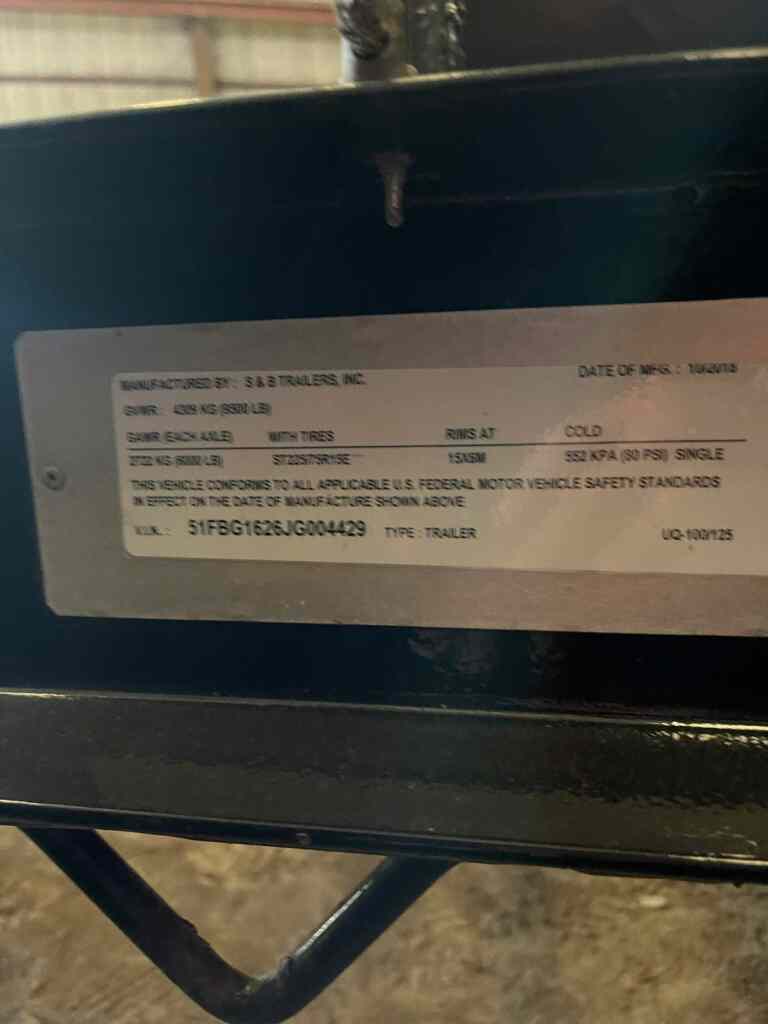 MANUFACTURED BY: S & B TRAILERS, INC. DATE OF MFG.: 10/2018
GVWR: 4309 KG (9500 LB)
GAWR (EACH AXLE) WITH TIRES RIMS AT COLD
2722 KG (6000 LB) ST225/75R15E 15X6M 552 KPA (80 PSI) SINGLE
THIS VEHICLE CONFORMS TO ALL APPLICABLE U.S. FEDERAL MOTOR VEHICLE SAFETY STANDARDS
IN EFFECT ON THE DATE OF MANUFACTURE SHOWN ABOVE
V.I.N.: 51FBG1626JG004429 TYPE: TRAILER UQ-100/125